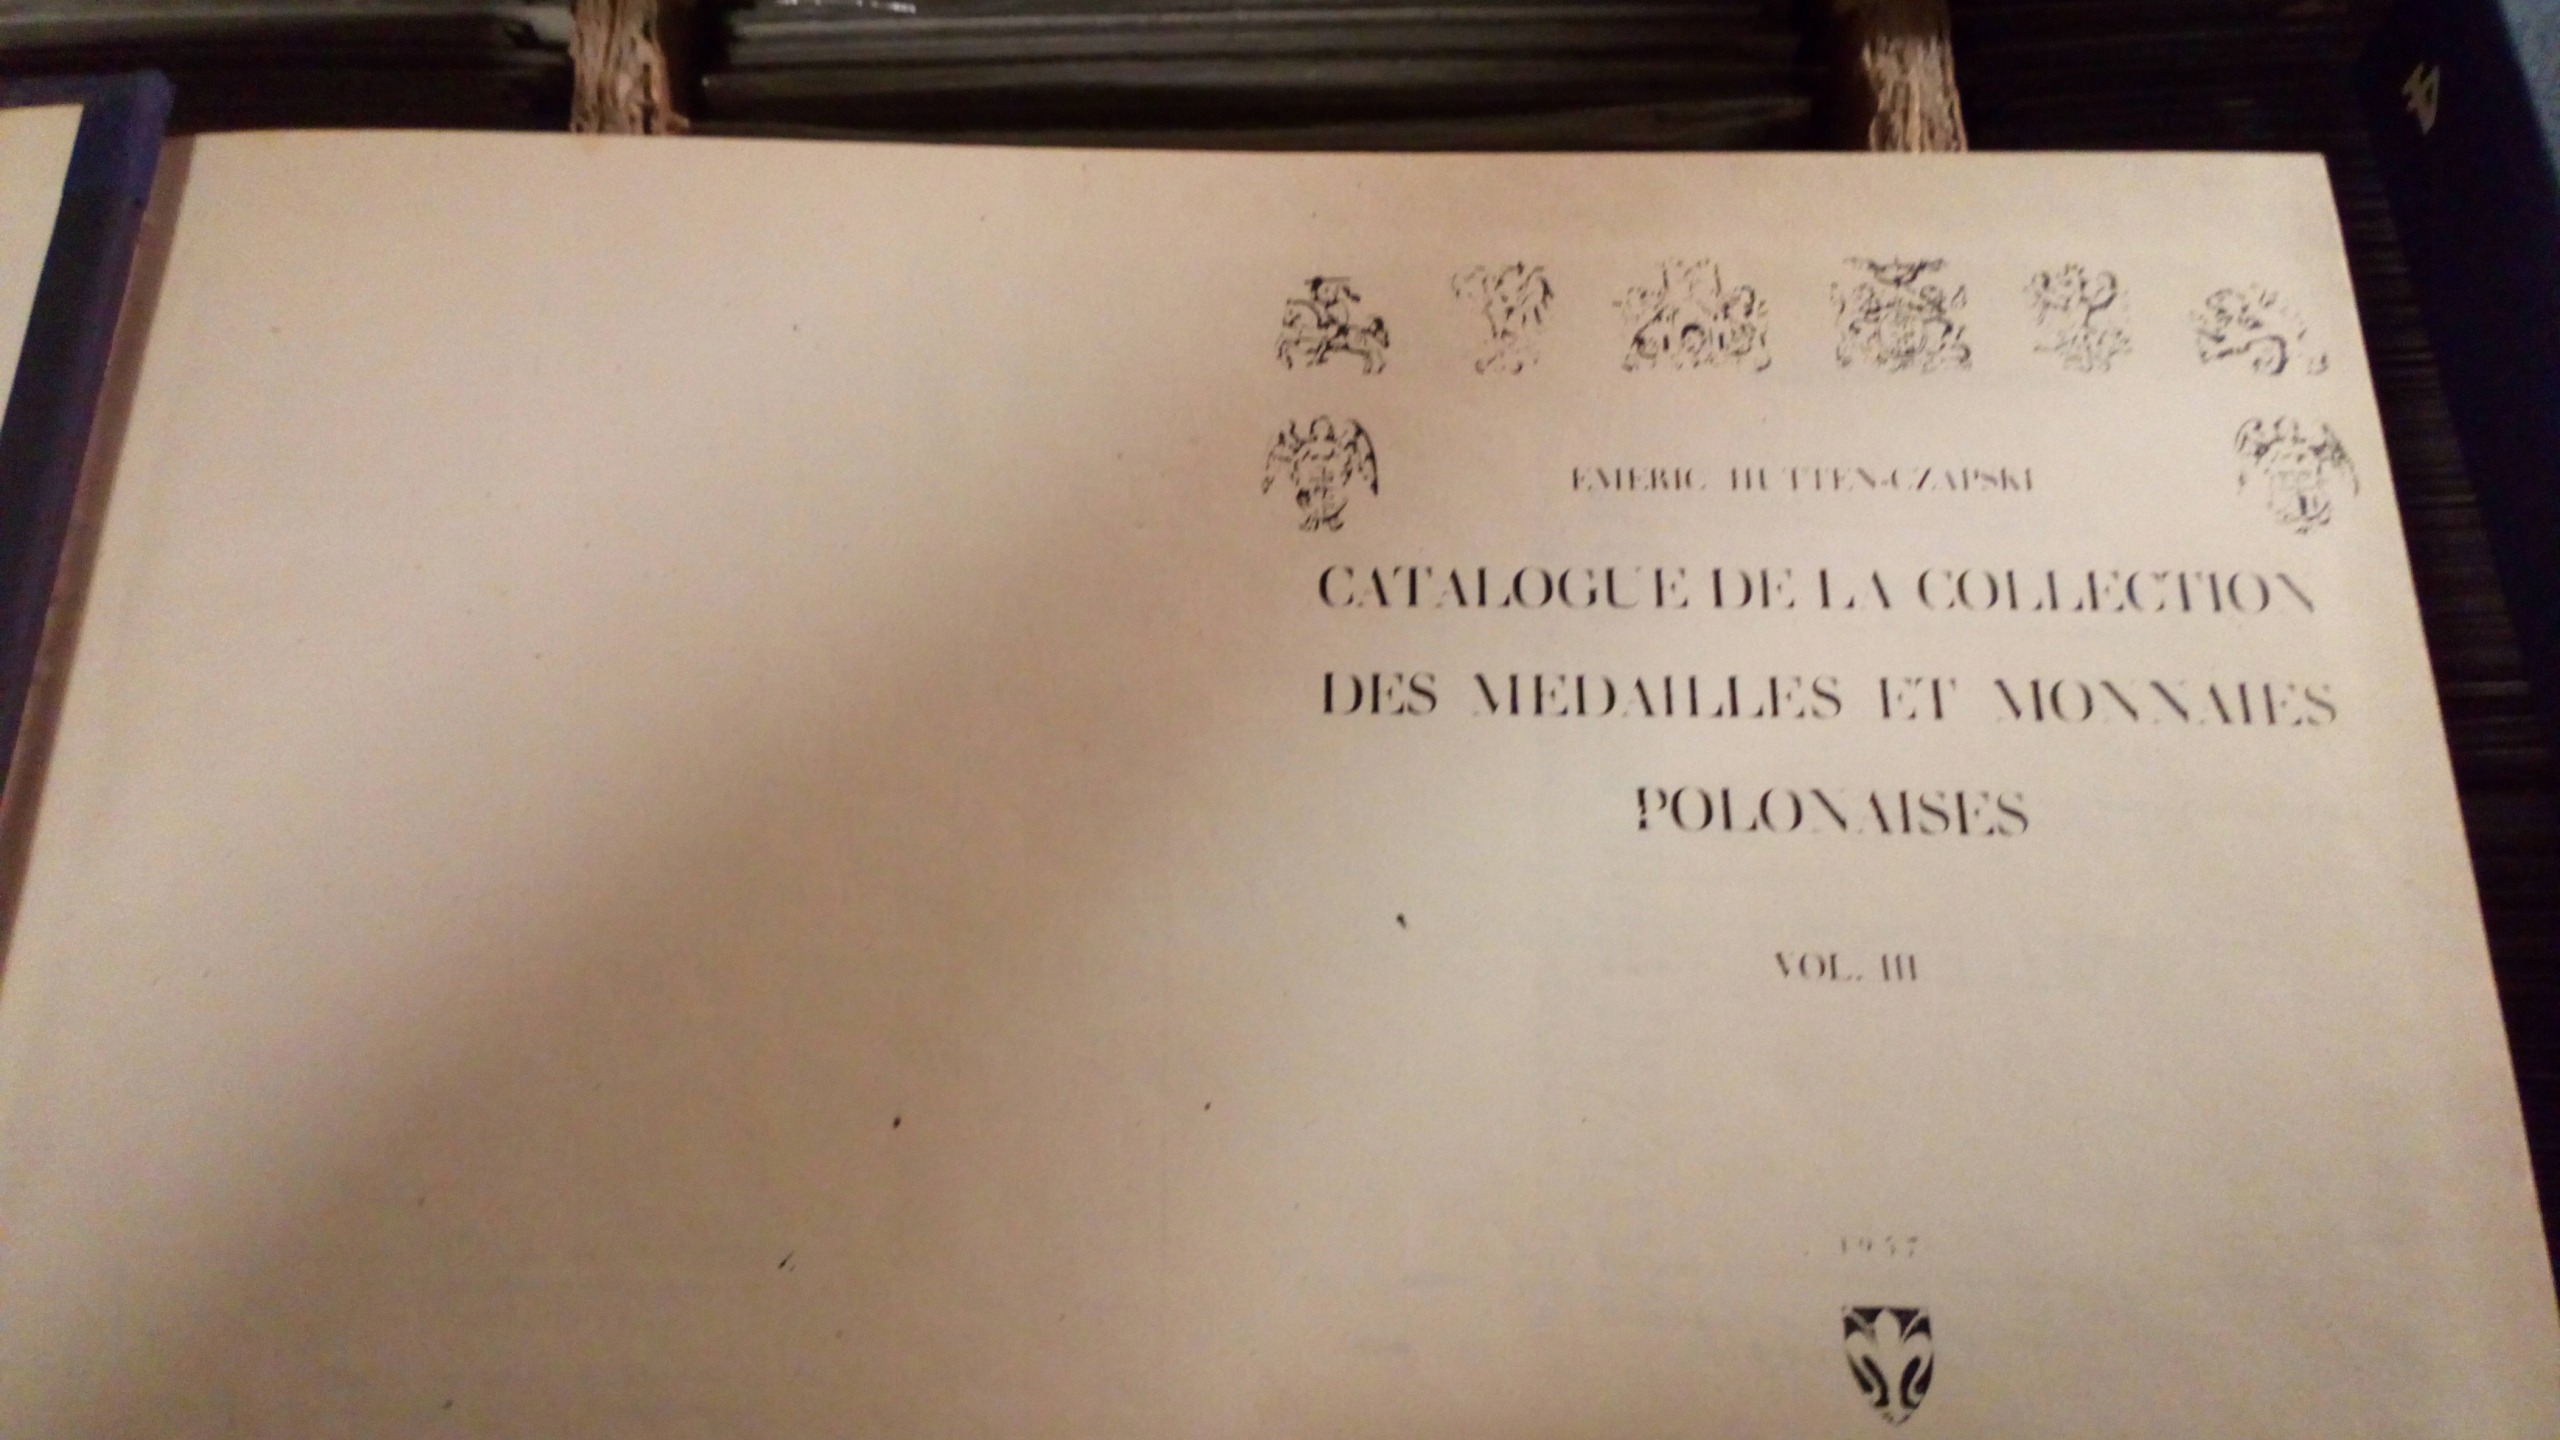 EMERIC HUTTEN-CZAPSKI
CATALOGUE DE LA COLLECTION
DES MEDAILLES ET MONNAIES
POLONAISES
VOL. III
1957